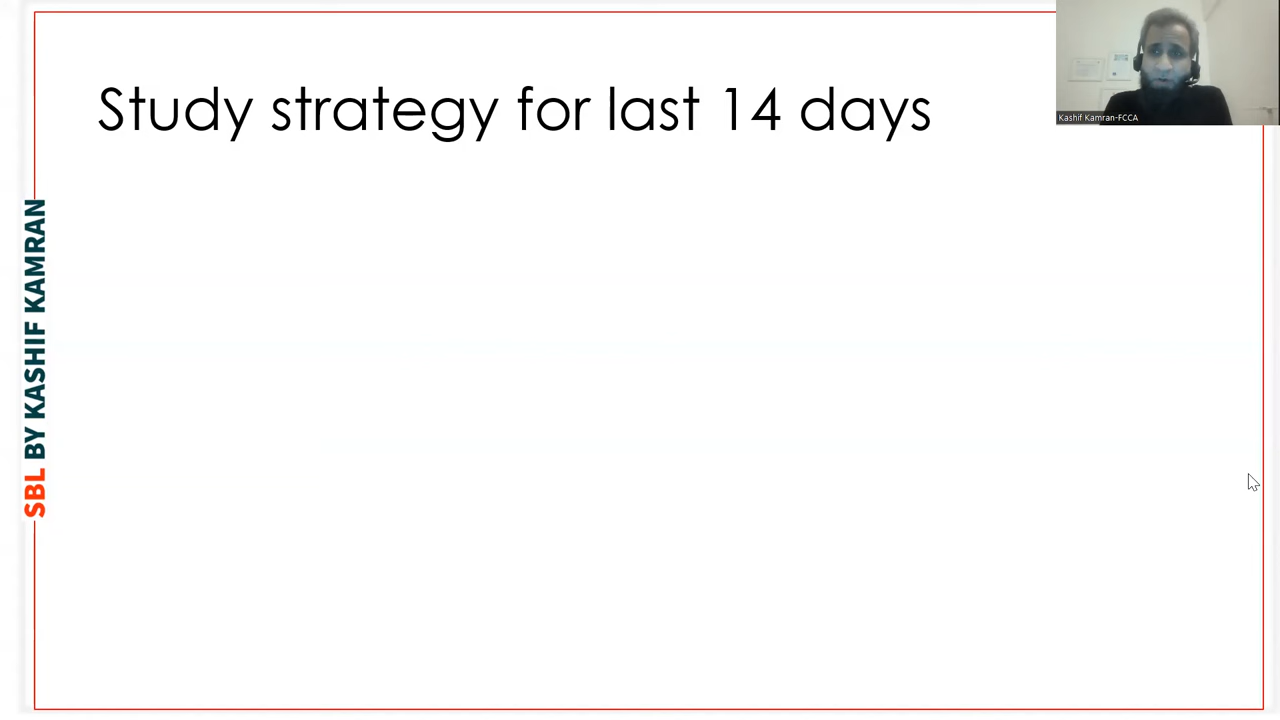 Study strategy for last 14 days
Kashif Kamran-FCCA
SBL BY KASHIF KAMRAN